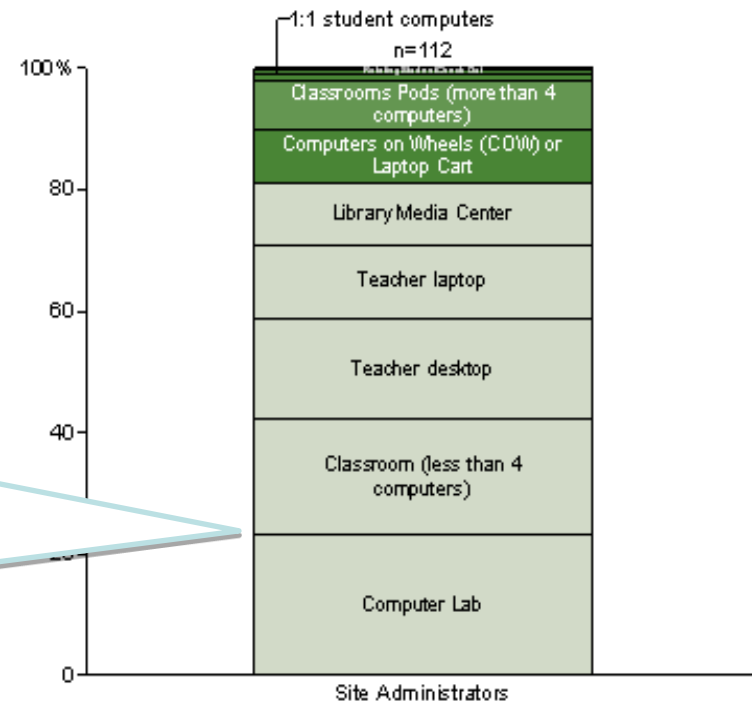 1:1 student computers
n=112
100%
Classrooms Pods (more than 4
computers)
Computers on Wheels (COW) or
Laptop Cart
80
Library Media Center
Teacher laptop
60
Teacher desktop
40
Classroom (less than 4
computers)
20
Computer Lab
0
Site Administrators